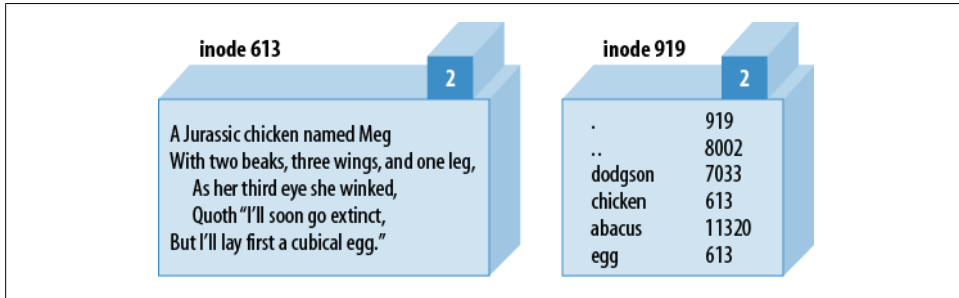 inode 613
2
A Jurassic chicken named Meg
With two beaks, three wings, and one leg,
As her third eye she winked,
Quoth “I'll soon go extinct,
But I'll lay first a cubical egg.”
inode 919
2
. 919
.. 8002
dodgson 7033
chicken 613
abacus 11320
egg 613